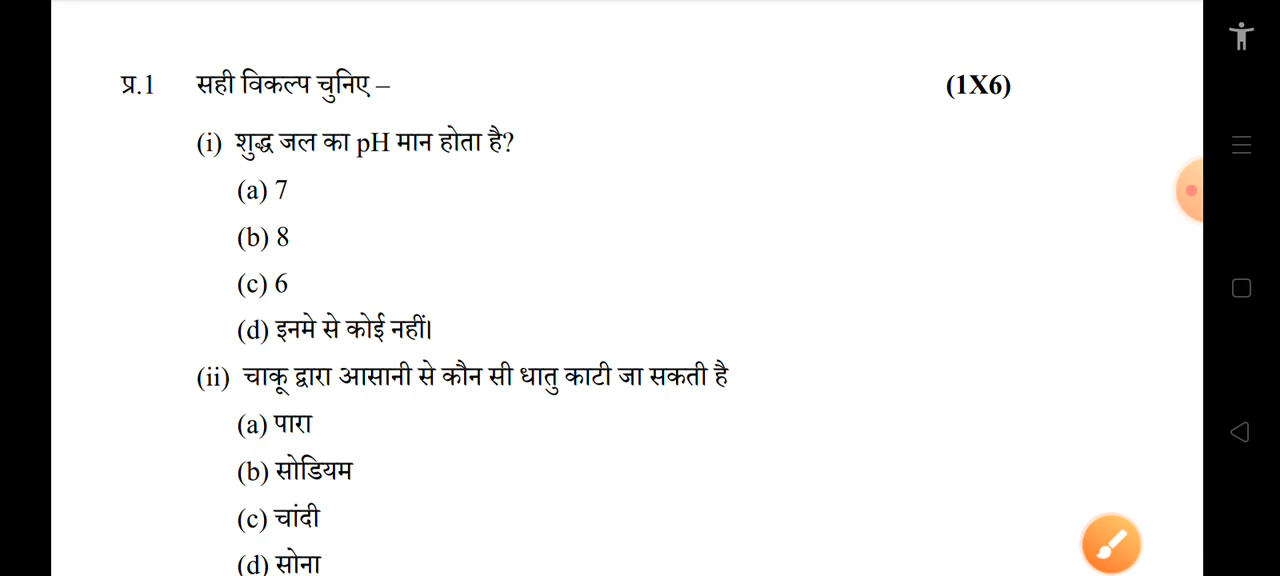 प्र.1 सही विकल्प चुनिए – (1X6)
(i) शुद्ध जल का pH मान होता है?
(a) 7
(b) 8
(c) 6
(d) इनमे से कोई नहीं।
(ii) चाकू द्वारा आसानी से कौन सी धातु काटी जा सकती है
(a) पारा
(b) सोडियम
(c) चांदी
(d) सोना